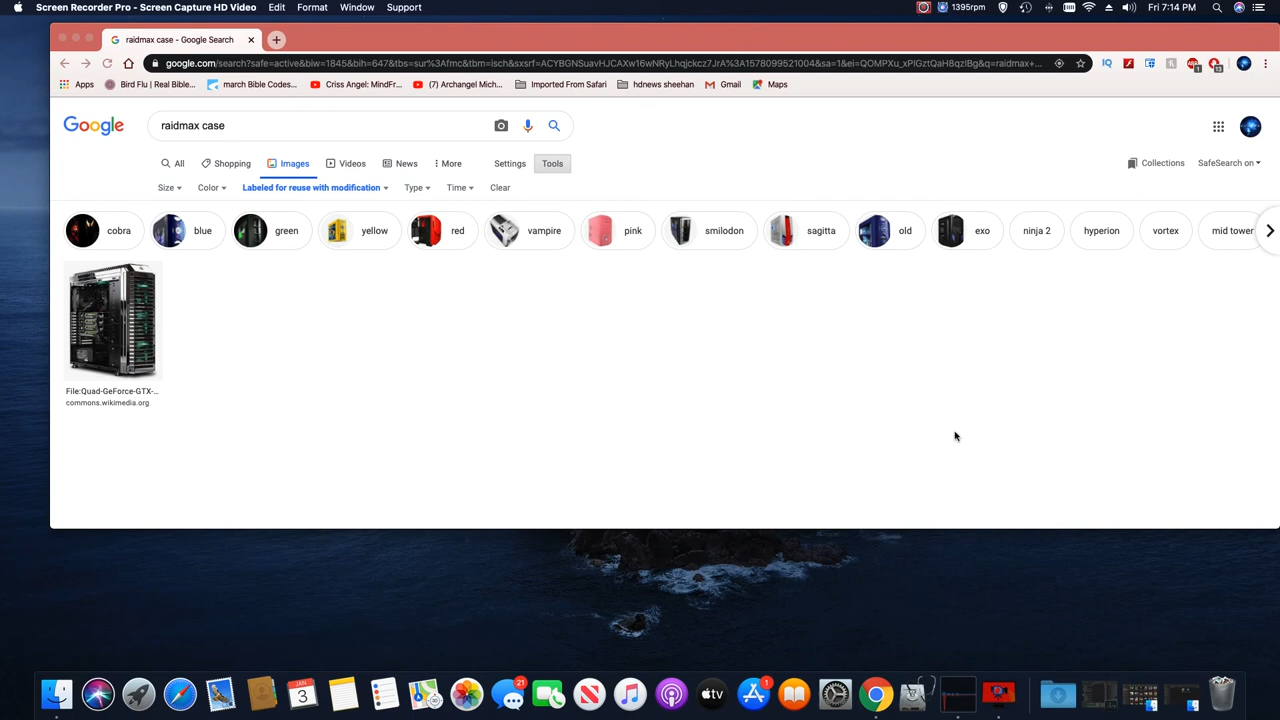 Screen Recorder Pro - Screen Capture HD Video Edit Format Window Support 1395rpm Fri 7:14 PM
raidmax case - Google Search
google.com/search?safe=active&biw=1845&bih=647&tbs=sur%3Afmc&tbm=isch&sxsrf=ACYBGNSuavHJCAXw16wNRyLhqjckcz7JrA%3A1578099521004&sa=1&ei=QOMPXu_xPIGztQaH8qzIBg&q=raidmax+...
Apps Bird Flu | Real Bible... march Bible Codes... Criss Angel: MindFr... (7) Archangel Mich... Imported From Safari hdnews sheehan Gmail Maps
Google raidmax case
All Shopping Images Videos News More Settings Tools Collections SafeSearch on
Size Color Labeled for reuse with modification Type Time Clear
cobra blue green yellow red vampire pink smilodon sagitta old exo ninja 2 hyperion vortex mid tower
File:Quad-GeForce-GTX-...
commons.wikimedia.org
JAN 21 1
3